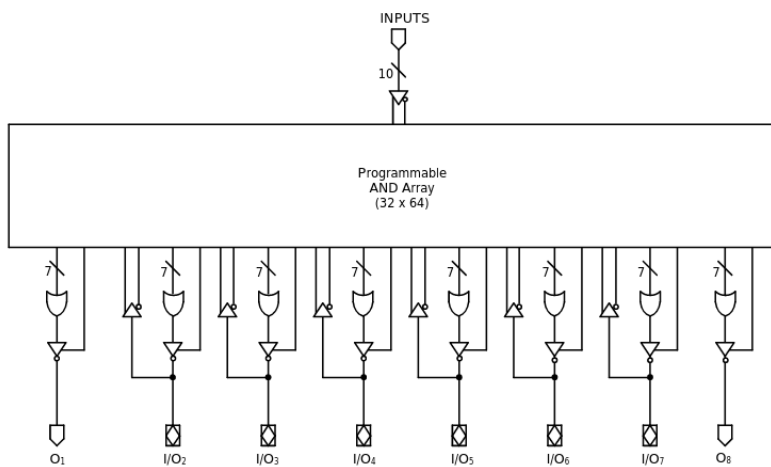 INPUTS
10
Programmable
AND Array
(32 x 64)
7 7 7 7 7 7 7 7
O₁ I/O₂ I/O₃ I/O₄ I/O₅ I/O₆ I/O₇ O₈